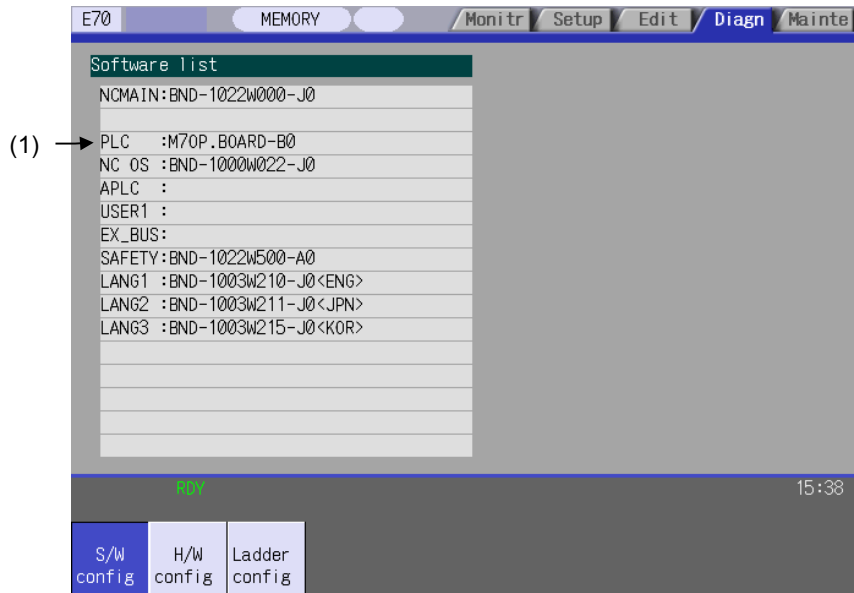 E70 MEMORY Monitr Setup Edit Diagn Mainte
Software list
NCMAIN:BND-1022W000-J0
(1) PLC :M70P.BOARD-B0
NC OS :BND-1000W022-J0
APLC :
USER1 :
EX_BUS:
SAFETY:BND-1022W500-A0
LANG1 :BND-1003W210-J0<ENG>
LANG2 :BND-1003W211-J0<JPN>
LANG3 :BND-1003W215-J0<KOR>
RDY 15:38
S/W H/W Ladder
config config config